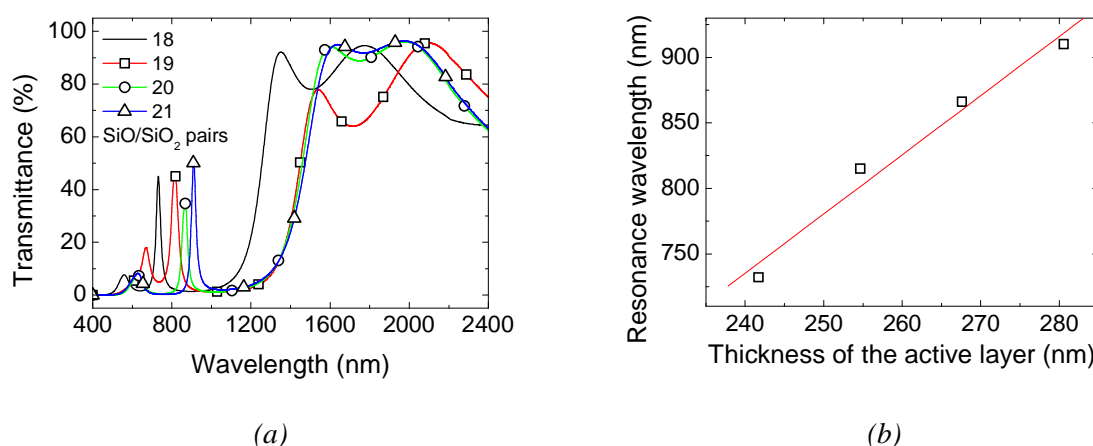 100
80
60
40
20
0
Transmittance (%)
18
19
20
21
SiO/SiO₂ pairs
400 800 1200 1600 2000 2400
Wavelength (nm)
(a)
900
850
800
750
Resonance wavelength (nm)
240 250 260 270 280
Thickness of the active layer (nm)
(b)